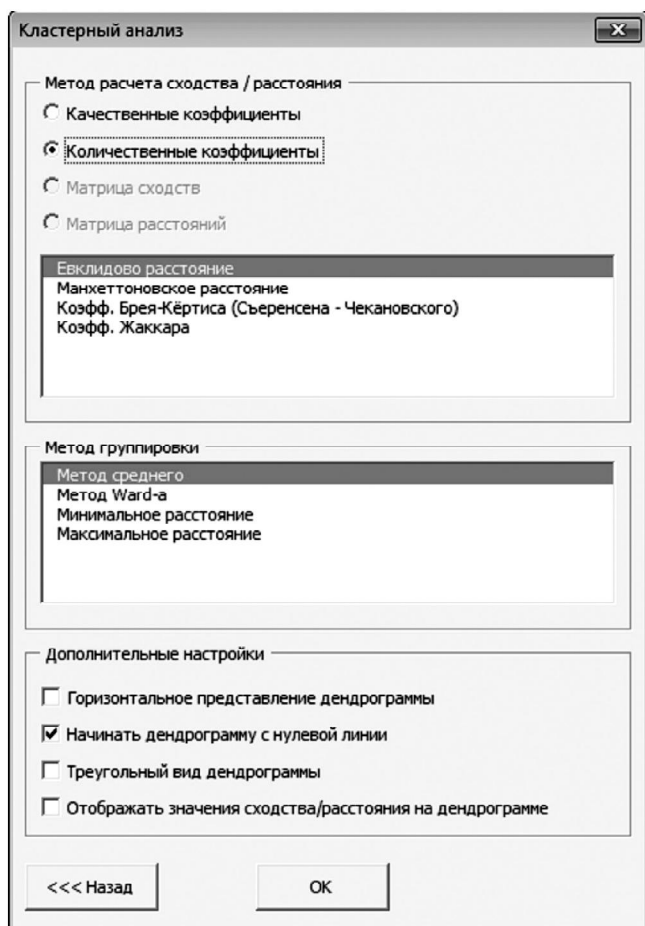 Кластерный анализ
Метод расчета сходства / расстояния
Качественные коэффициенты
Количественные коэффициенты
Матрица сходств
Матрица расстояний
Евклидово расстояние
Манхеттоновское расстояние
Коэфф. Брея-Кёртиса (Съеренсена - Чекановского)
Коэфф. Жаккара
Метод группировки
Метод среднего
Метод Ward-а
Минимальное расстояние
Максимальное расстояние
Дополнительные настройки
Горизонтальное представление дендрограммы
Начинать дендрограмму с нулевой линии
Треугольный вид дендрограммы
Отображать значения сходства/расстояния на дендрограмме
<<< Назад
OK